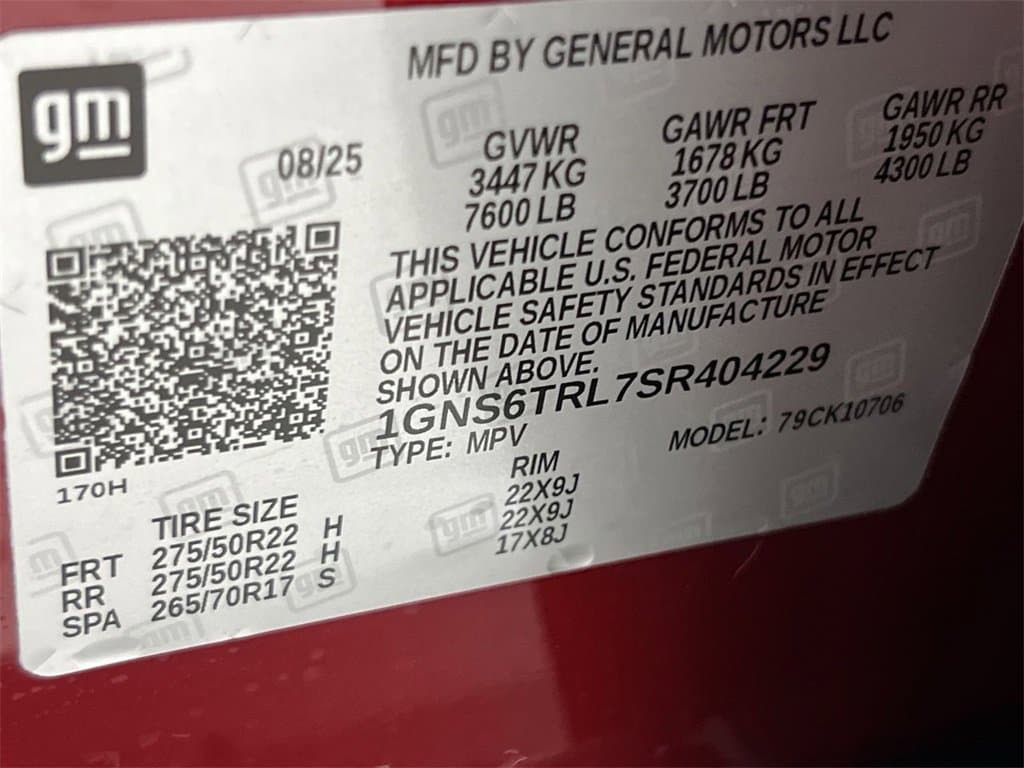 MFD BY GENERAL MOTORS LLC
gm
08/25
GVWR
3447 KG
7600 LB
GAWR FRT
1678 KG
3700 LB
GAWR RR
1950 KG
4300 LB
THIS VEHICLE CONFORMS TO ALL
APPLICABLE U.S. FEDERAL MOTOR
VEHICLE SAFETY STANDARDS IN EFFECT
ON THE DATE OF MANUFACTURE
SHOWN ABOVE.
1GNS6TRL7SR404229
TYPE: MPV MODEL: 79CK10706
170H
TIRE SIZE RIM
FRT 275/50R22 H 22X9J
RR 275/50R22 H 22X9J
SPA 265/70R17 S 17X8J